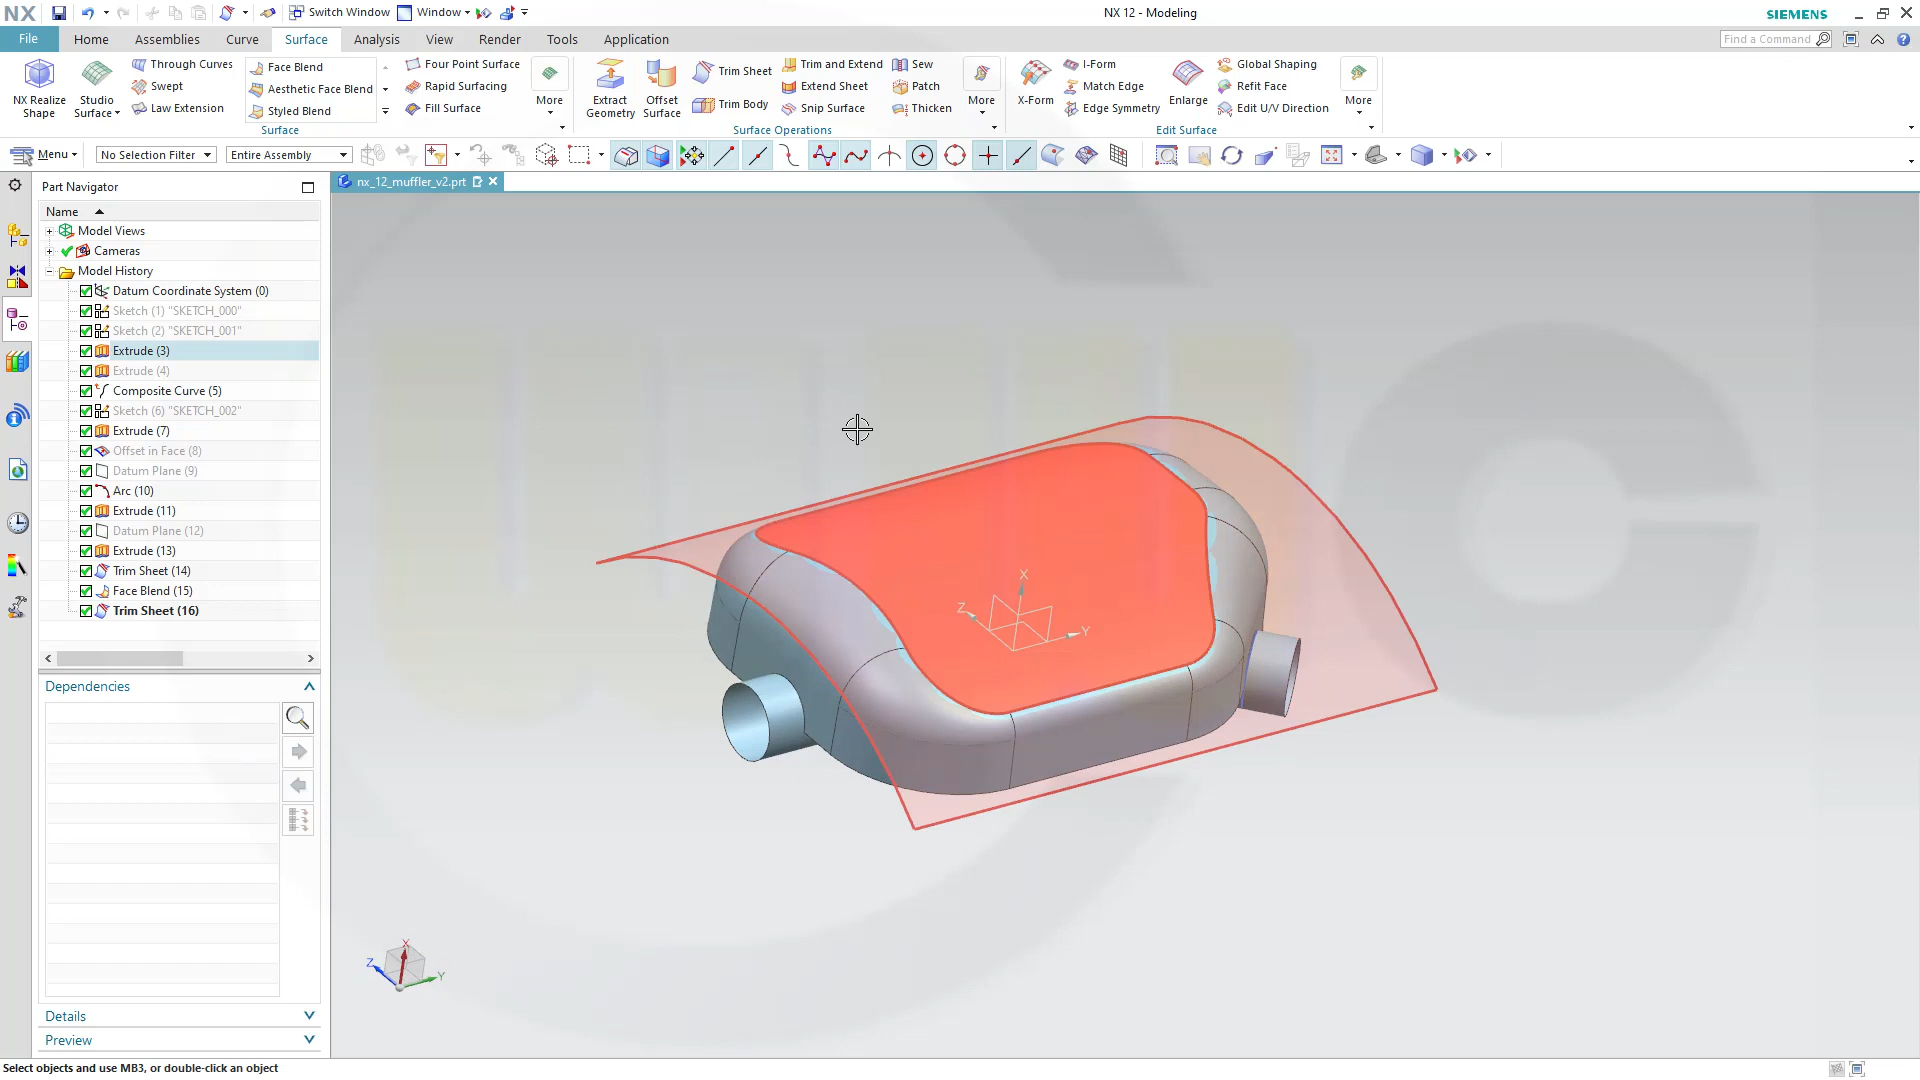 NX
Switch Window
Window
NX 12 - Modeling
SIEMENS
File
Home
Assemblies
Curve
Surface
Analysis
View
Render
Tools
Application
Find a Command
NX Realize Shape
Studio Surface
Through Curves
Swept
Law Extension
Face Blend
Aesthetic Face Blend
Styled Blend
Four Point Surface
Rapid Surfacing
Fill Surface
More
Surface
Extract Geometry
Offset Surface
Trim Sheet
Trim Body
Trim and Extend
Extend Sheet
Snip Surface
Sew
Patch
Thicken
More
Surface Operations
X-Form
I-Form
Match Edge
Edge Symmetry
Enlarge
Global Shaping
Refit Face
Edit U/V Direction
More
Edit Surface
Menu
No Selection Filter
Entire Assembly
Part Navigator
nx_12_muffler_v2.prt
Name
Model Views
Cameras
Model History
Datum Coordinate System (0)
Sketch (1) "SKETCH_000"
Sketch (2) "SKETCH_001"
Extrude (3)
Extrude (4)
Composite Curve (5)
Sketch (6) "SKETCH_002"
Extrude (7)
Offset in Face (8)
Datum Plane (9)
Arc (10)
Extrude (11)
Datum Plane (12)
Extrude (13)
Trim Sheet (14)
Face Blend (15)
Trim Sheet (16)
Dependencies
Details
Preview
X
Z
Y
X
Z
Y
Select objects and use MB3, or double-click an object